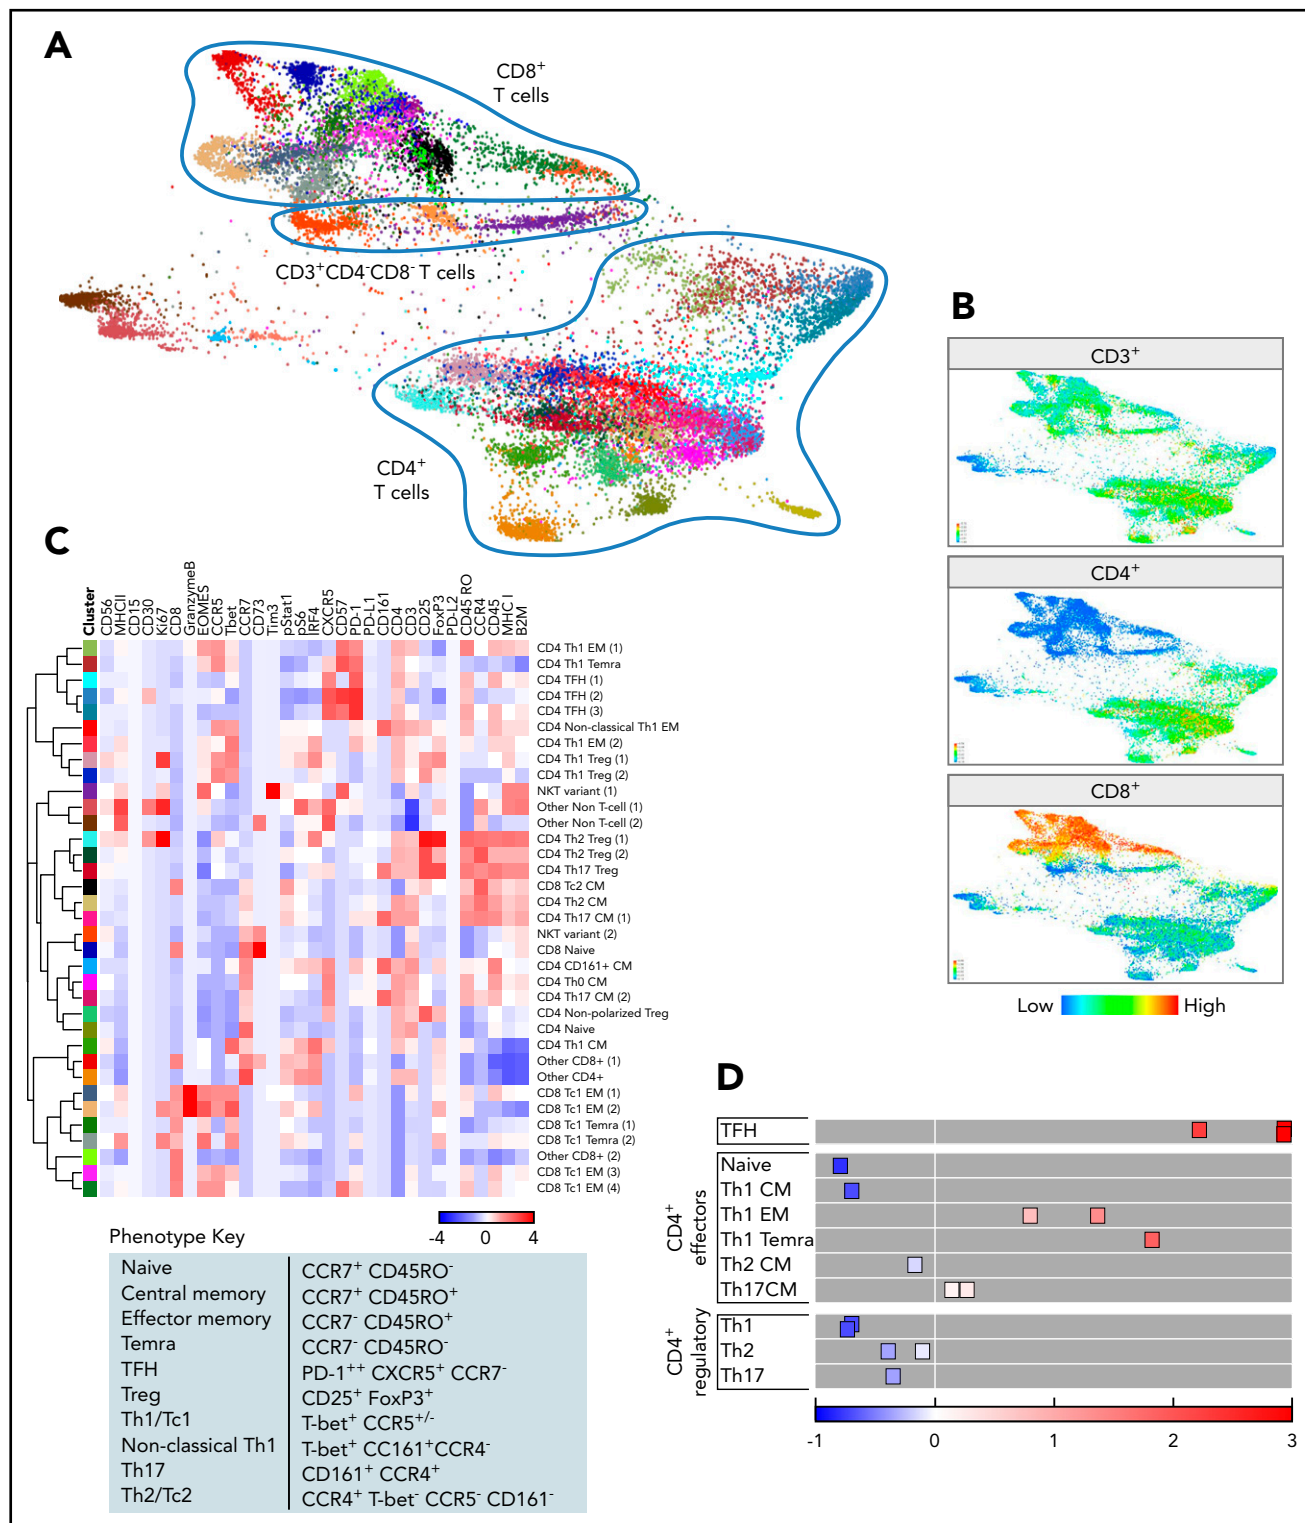 A
CD8+
T cells
CD3+CD4-CD8- T cells
CD4+
T cells
B
CD3+
CD4+
CD8+
Low
High
C
Cluster
CD56
MHCII
CD15
CD30
Ki67
CD8
GranzymeB
EOMES
CCR5
Tbet
CCR7
CD73
Tim3
pStat1
pS6
IRF4
CXCR5
CD57
PD-1
PD-L1
CD161
CD4
CD3
CD25
FoxP3
PD-L2
CD45 RO
CCR4
CD45
MHC I
B2M
CD4 Th1 EM (1)
CD4 Th1 Temra
CD4 TFH (1)
CD4 TFH (2)
CD4 TFH (3)
CD4 Non-classical Th1 EM
CD4 Th1 EM (2)
CD4 Th1 Treg (1)
CD4 Th1 Treg (2)
NKT variant (1)
Other Non T-cell (1)
Other Non T-cell (2)
CD4 Th2 Treg (1)
CD4 Th2 Treg (2)
CD4 Th17 Treg
CD8 Tc2 CM
CD4 Th2 CM
CD4 Th17 CM (1)
NKT variant (2)
CD8 Naive
CD4 CD161+ CM
CD4 Th0 CM
CD4 Th17 CM (2)
CD4 Non-polarized Treg
CD4 Naive
CD4 Th1 CM
Other CD8+ (1)
Other CD4+
CD8 Tc1 EM (1)
CD8 Tc1 EM (2)
CD8 Tc1 Temra (1)
CD8 Tc1 Temra (2)
Other CD8+ (2)
CD8 Tc1 EM (3)
CD8 Tc1 EM (4)
-4 0 4
Phenotype Key
Naive CCR7+ CD45RO-
Central memory CCR7+ CD45RO+
Effector memory CCR7- CD45RO+
Temra CCR7- CD45RO-
TFH PD-1++ CXCR5+ CCR7-
Treg CD25+ FoxP3+
Th1/Tc1 T-bet+ CCR5+/-
Non-classical Th1 T-bet+ CC161+CCR4-
Th17 CD161+ CCR4+
Th2/Tc2 CCR4+ T-bet- CCR5- CD161-
D
TFH
CD4+
effectors
Naive
Th1 CM
Th1 EM
Th1 Temra
Th2 CM
Th17CM
CD4+
regulatory
Th1
Th2
Th17
-1 0 1 2 3